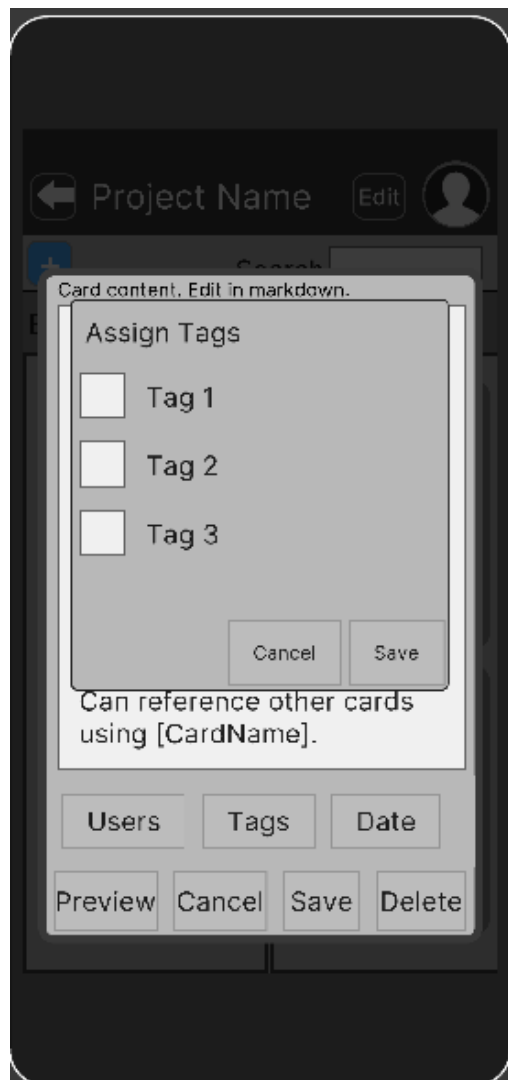 Project Name
Edit
+
Search
Card content. Edit in markdown.
Assign Tags
Tag 1
Tag 2
Tag 3
Cancel
Save
Can reference other cards
using [CardName].
Users
Tags
Date
Preview
Cancel
Save
Delete